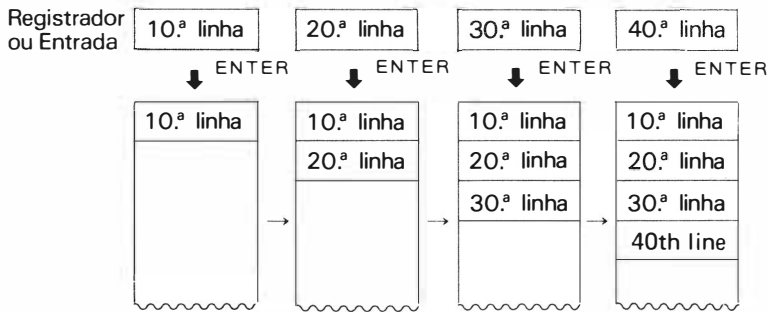 Registrador
ou Entrada
10.ª linha 20.ª linha 30.ª linha 40.ª linha
ENTER ENTER ENTER ENTER
10.ª linha 10.ª linha 10.ª linha 10.ª linha
20.ª linha 20.ª linha 20.ª linha
30.ª linha 30.ª linha
40th line